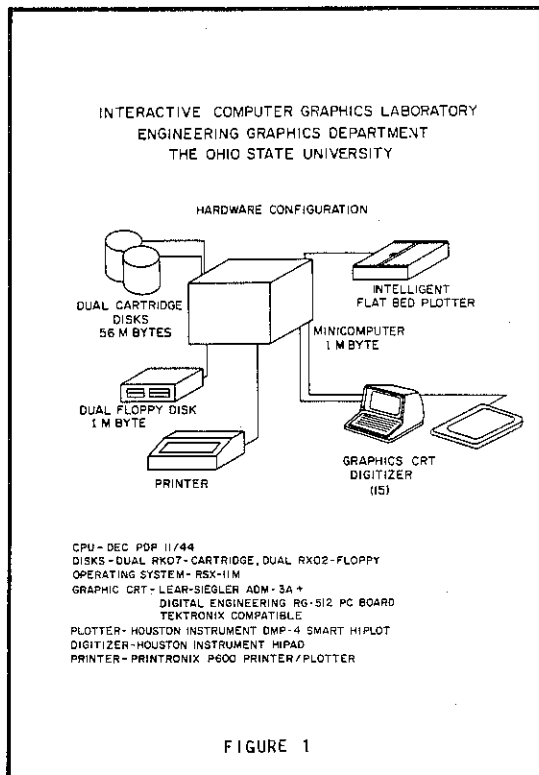 INTERACTIVE COMPUTER GRAPHICS LABORATORY
ENGINEERING GRAPHICS DEPARTMENT
THE OHIO STATE UNIVERSITY
HARDWARE CONFIGURATION
DUAL CARTRIDGE
DISKS
56 M BYTES
INTELLIGENT
FLAT BED PLOTTER
MINICOMPUTER
1 M BYTE
DUAL FLOPPY DISK
1 M BYTE
PRINTER
GRAPHICS CRT
DIGITIZER
(15)
CPU-DEC PDP 11/44
DISKS-DUAL RK07-CARTRIDGE, DUAL RX02-FLOPPY
OPERATING SYSTEM-RSX-11M
GRAPHIC CRT-LEAR-SIEGLER ADM-3A+
DIGITAL ENGINEERING RG-512 PC BOARD
TEKTRONIX COMPATIBLE
PLOTTER-HOUSTON INSTRUMENT DMP-4 SMART HIPLOT
DIGITIZER-HOUSTON INSTRUMENT HIPAD
PRINTER-PRINTRONIX P600 PRINTER/PLOTTER
FIGURE 1